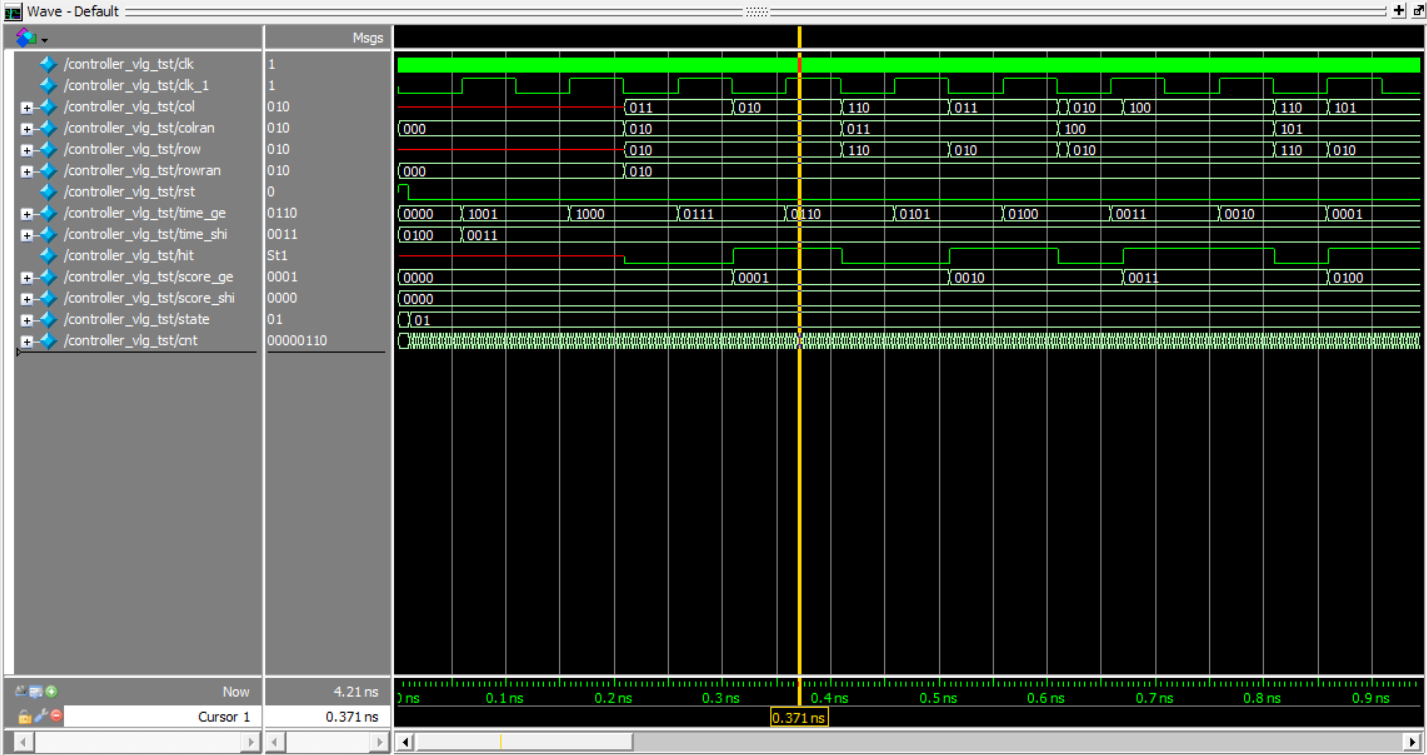 Wave - Default
Msgs
/controller_vlg_tst/clk 1
/controller_vlg_tst/clk_1 1
/controller_vlg_tst/col 010 011 010 110 011 010 100 110 101
/controller_vlg_tst/colran 010 000 010 011 100 101
/controller_vlg_tst/row 010 010 110 010 010 110 010
/controller_vlg_tst/rowran 010 000 010
/controller_vlg_tst/rst 0
/controller_vlg_tst/time_ge 0110 0000 1001 1000 0111 0110 0101 0100 0011 0010 0001
/controller_vlg_tst/time_shi 0011 0100 0011
/controller_vlg_tst/hit St1
/controller_vlg_tst/score_ge 0001 0000 0001 0010 0011 0100
/controller_vlg_tst/score_shi 0000 0000
/controller_vlg_tst/state 01 01
/controller_vlg_tst/cnt 00000110
Now 4.21 ns ns 0.1 ns 0.2 ns 0.3 ns 0.4 ns 0.5 ns 0.6 ns 0.7 ns 0.8 ns 0.9 ns
Cursor 1 0.371 ns 0.371 ns